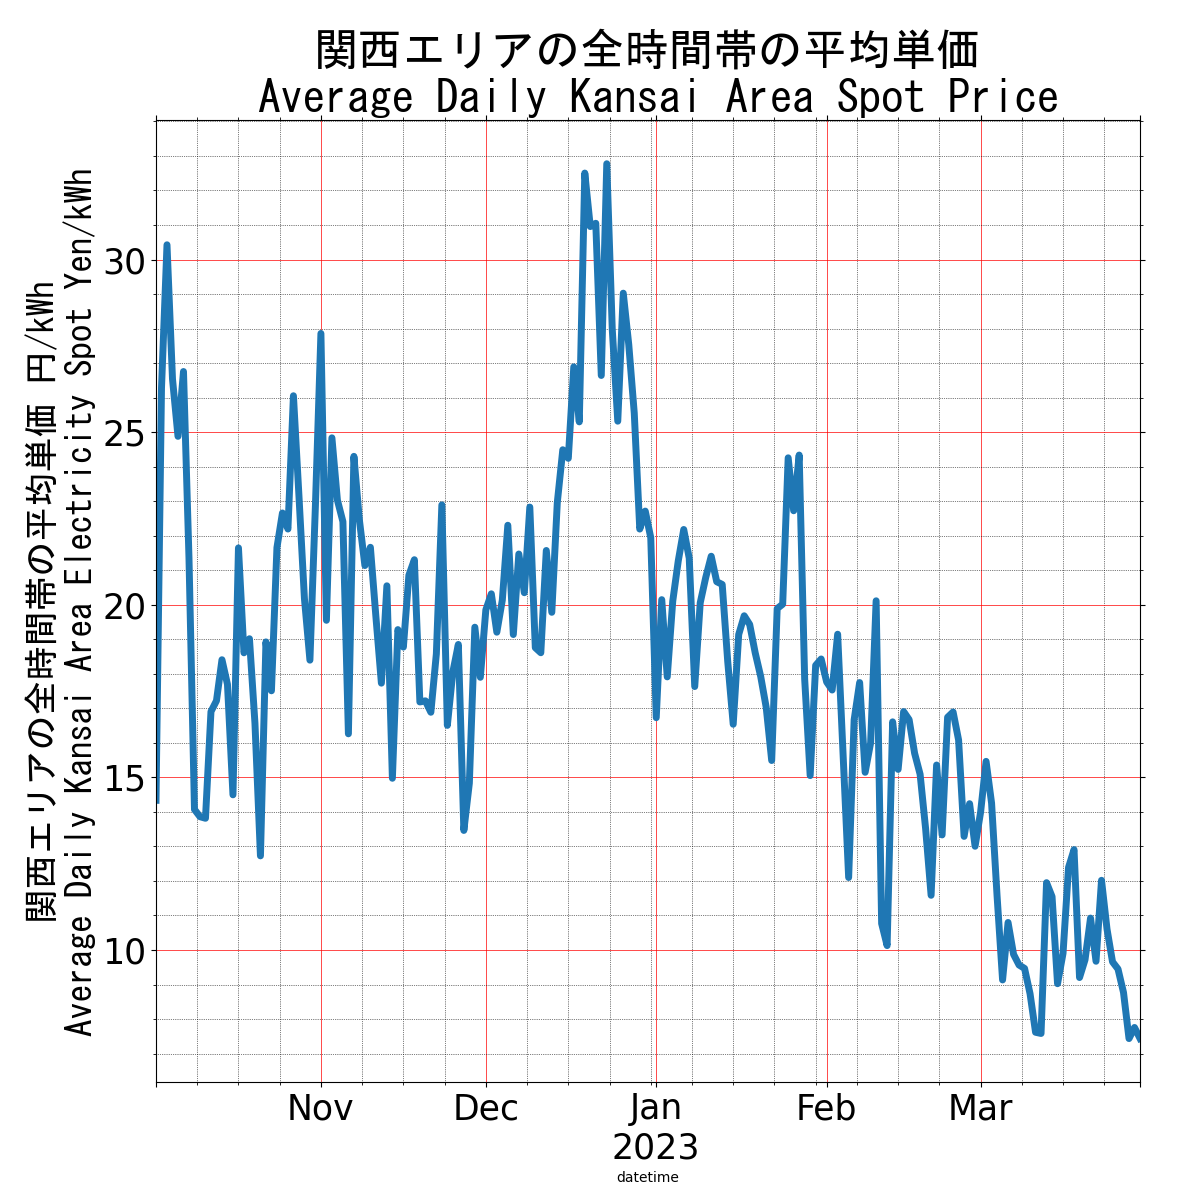 関西エリアの全時間帯の平均単価
Average Daily Kansai Area Spot Price
関西エリアの全時間帯の平均単価 円/kWh
Average Daily Kansai Area Electricity Spot Yen/kWh
30
25
20
15
10
Nov
Dec
Jan
Feb
Mar
2023
datetime